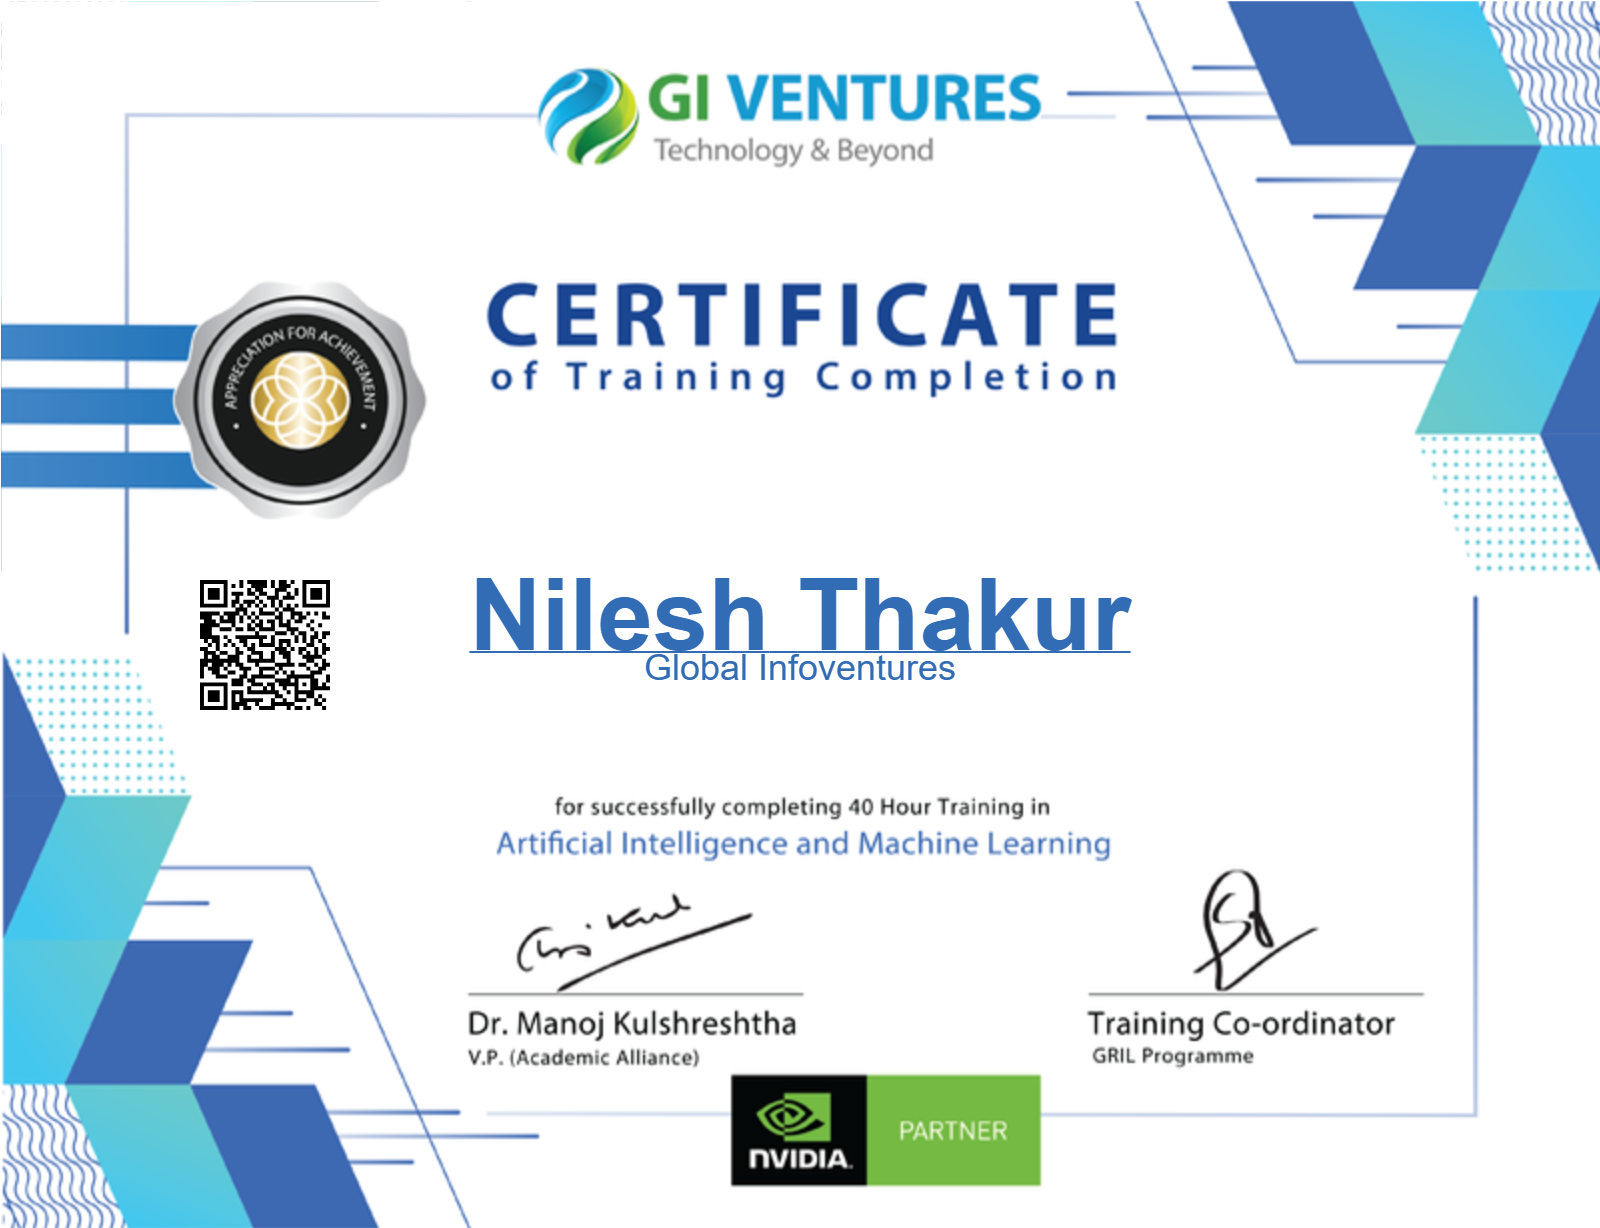 GI VENTURES
Technology & Beyond
CERTIFICATE
of Training Completion
• APPRECIATION FOR ACHIEVEMENT •
Nilesh Thakur
Global Infoventures
for successfully completing 40 Hour Training in
Artificial Intelligence and Machine Learning
Dr. Manoj Kulshreshtha
V.P. (Academic Alliance)
Training Co-ordinator
GRIL Programme
NVIDIA.
PARTNER